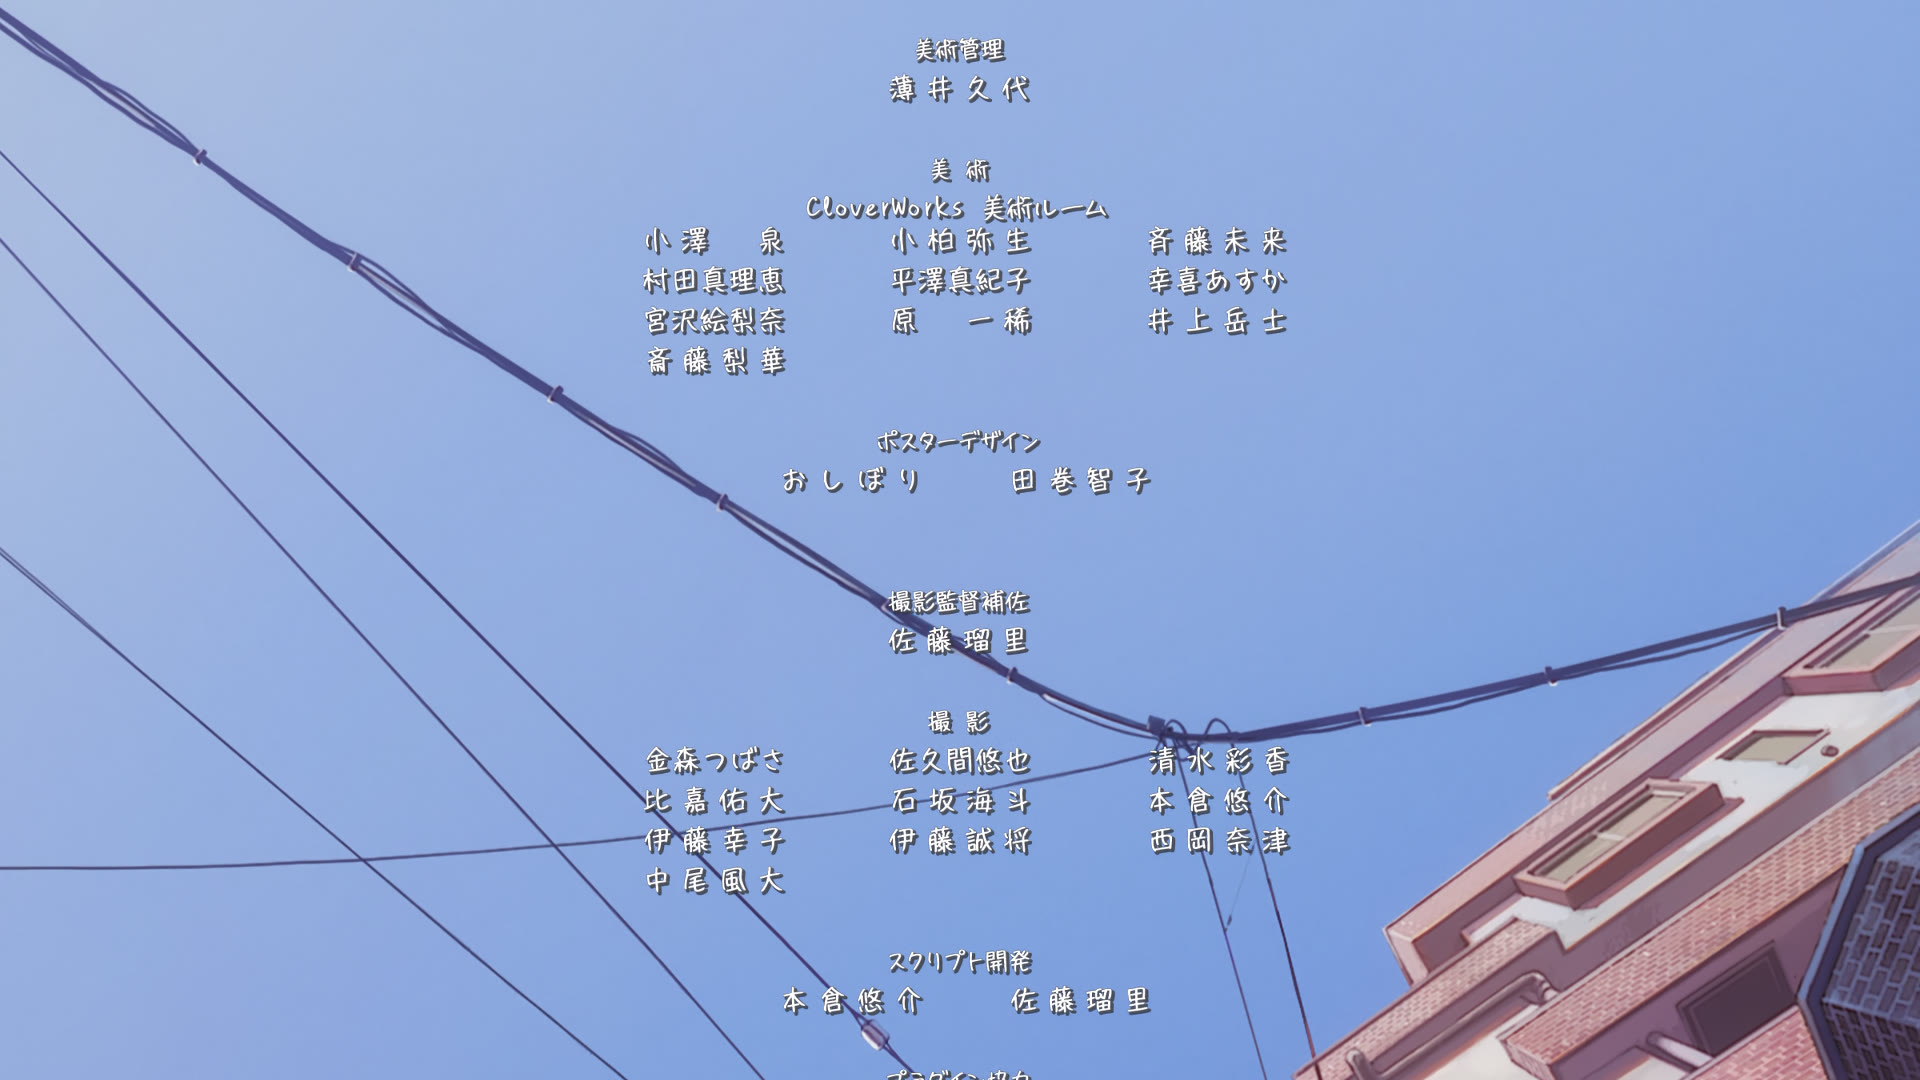 美術管理
薄井久代
美術
CloverWorks 美術ルーム
小澤 泉 小柏弥生 斉藤未来
村田真理恵 平澤真紀子 幸喜あすか
宮沢絵梨奈 原 一稀 井上岳士
斎藤梨華
ポスターデザイン
おしぼり 田巻智子
撮影監督補佐
佐藤瑠里
撮影
金森つばさ 佐久間悠也 清水彩香
比嘉佑大 石坂海斗 本倉悠介
伊藤幸子 伊藤誠将 西岡奈津
中尾風大
スクリプト開発
本倉悠介 佐藤瑠里
プラグイン協力